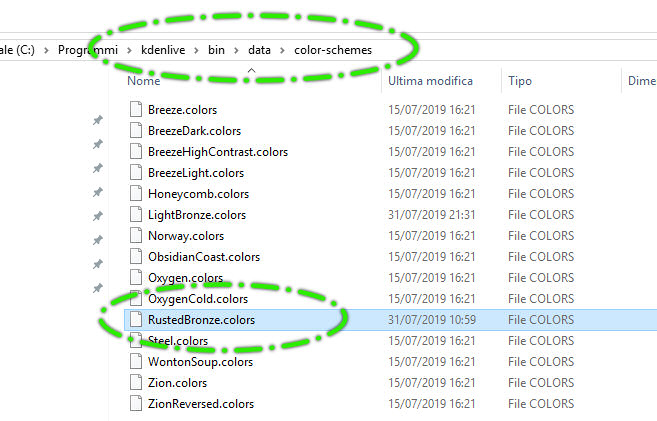 ale (C:) > Programmi > kdenlive > bin > data > color-schemes
Nome Ultima modifica Tipo Dime
Breeze.colors 15/07/2019 16:21 File COLORS
BreezeDark.colors 15/07/2019 16:21 File COLORS
BreezeHighContrast.colors 15/07/2019 16:21 File COLORS
BreezeLight.colors 15/07/2019 16:21 File COLORS
Honeycomb.colors 15/07/2019 16:21 File COLORS
LightBronze.colors 31/07/2019 21:31 File COLORS
Norway.colors 15/07/2019 16:21 File COLORS
ObsidianCoast.colors 15/07/2019 16:21 File COLORS
Oxygen.colors 15/07/2019 16:21 File COLORS
OxygenCold.colors 15/07/2019 16:21 File COLORS
RustedBronze.colors 31/07/2019 10:59 File COLORS
Steel.colors 15/07/2019 16:21 File COLORS
WontonSoup.colors 15/07/2019 16:21 File COLORS
Zion.colors 15/07/2019 16:21 File COLORS
ZionReversed.colors 15/07/2019 16:21 File COLORS